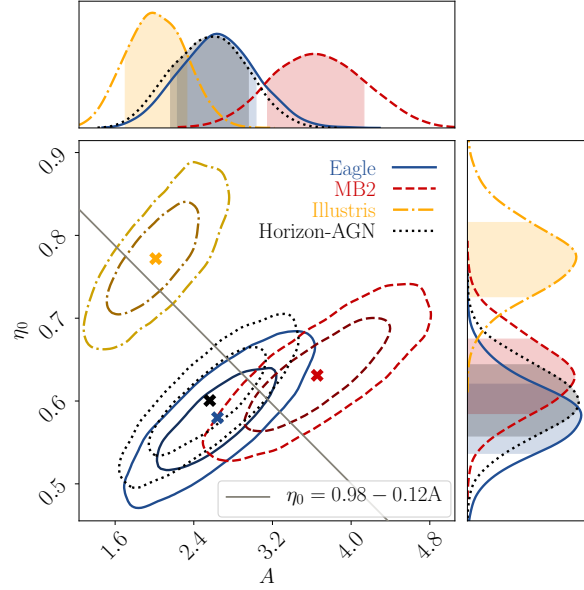 0.9
0.8
0.7
0.6
0.5
η₀
Eagle
MB2
Illustris
Horizon-AGN
η₀ = 0.98 − 0.12A
1.6 2.4 3.2 4.0 4.8
A